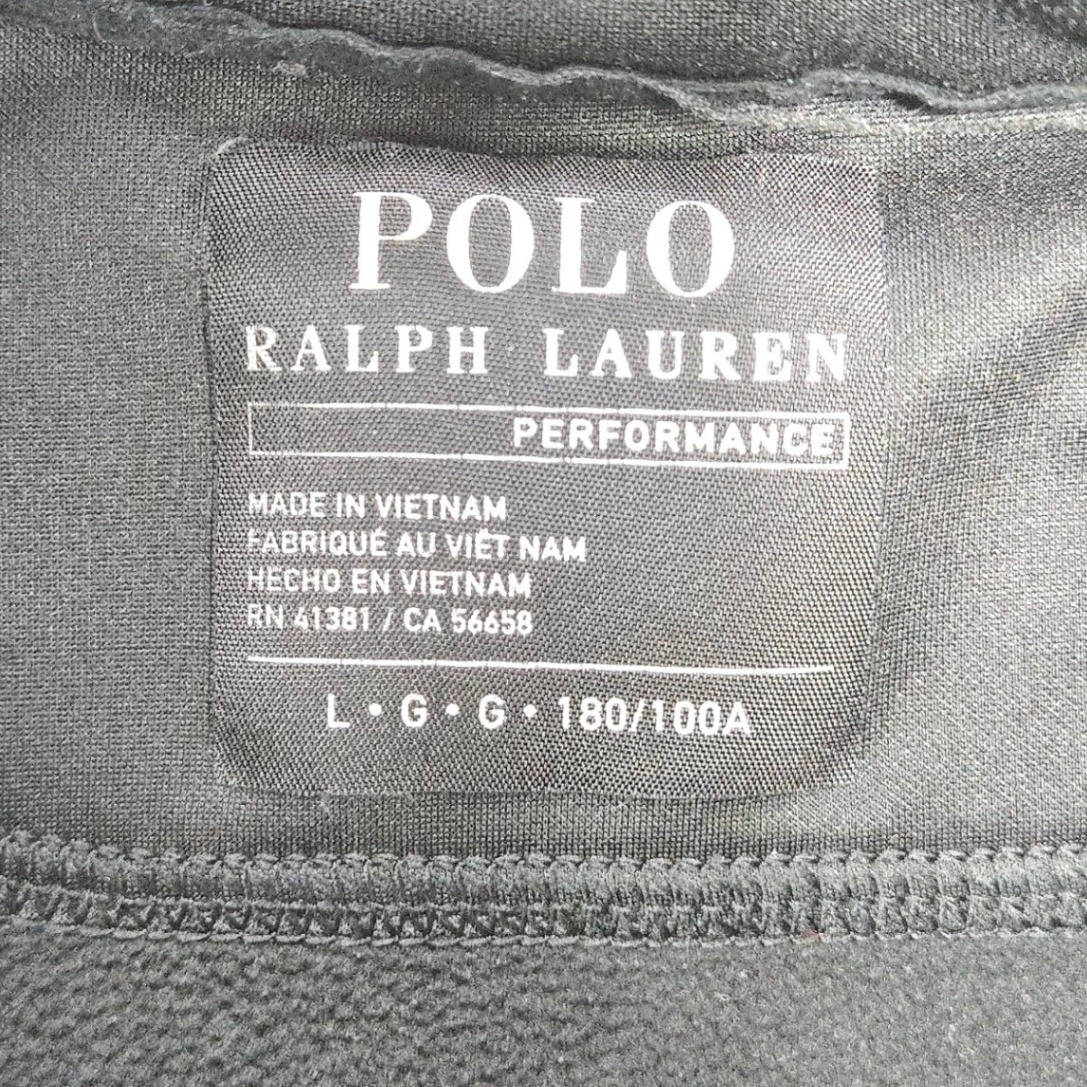 POLO
RALPH LAUREN
PERFORMANCE
MADE IN VIETNAM
FABRIQUÉ AU VIÊT NAM
HECHO EN VIETNAM
RN 41381 / CA 56658
L • G • G • 180/100A